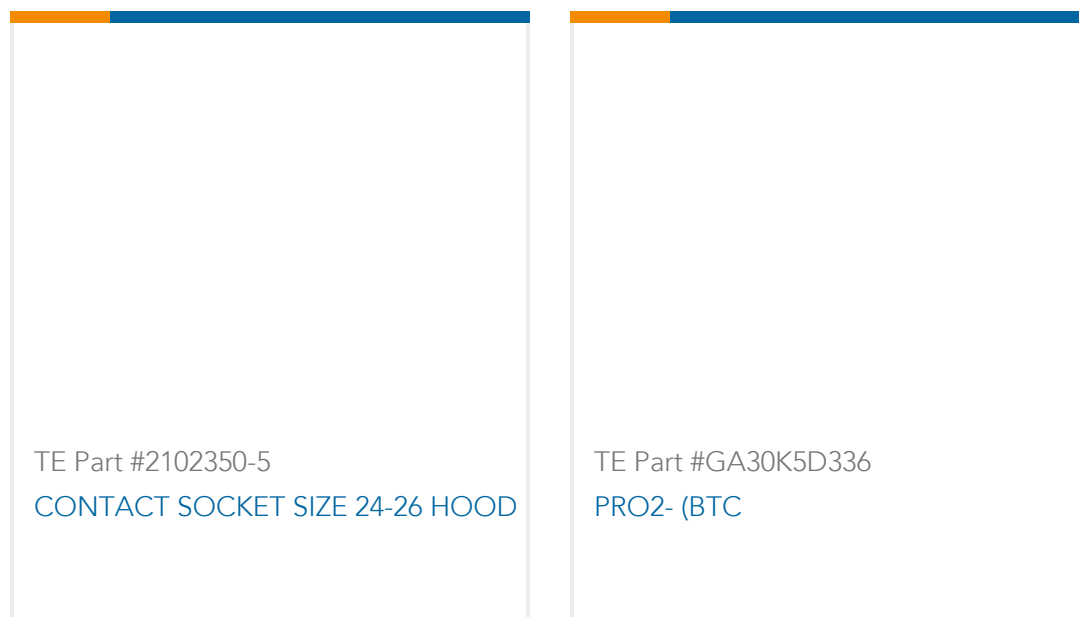 TE Part #2102350-5
CONTACT SOCKET SIZE 24-26 HOOD
TE Part #GA30K5D336
PRO2- (BTC